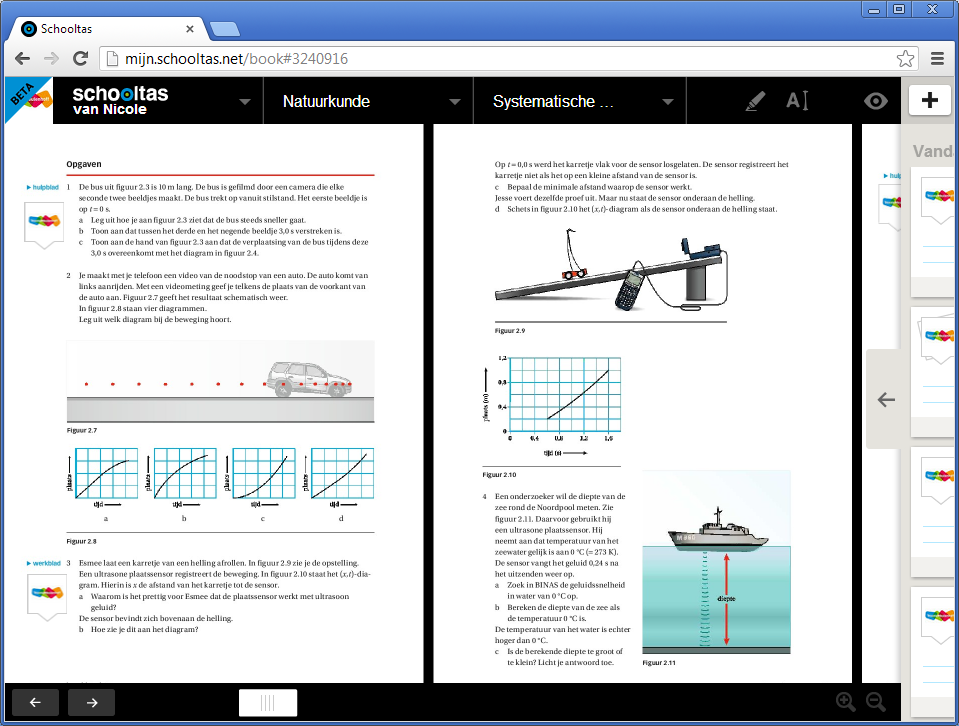 Schooltas
mijn.schooltas.net/book#3240916
BETA
schooltas
van Nicole
Natuurkunde
Systematische ...
Vand
Opgaven
hulpblad
1 De bus uit figuur 2.3 is 10 m lang. De bus is gefilmd door een camera die elke
seconde twee beeldjes maakt. De bus trekt op vanuit stilstand. Het eerste beeldje is
op t = 0 s.
a Leg uit hoe je aan figuur 2.3 ziet dat de bus steeds sneller gaat.
b Toon aan dat tussen het derde en het negende beeldje 3,0 s verstreken is.
c Toon aan de hand van figuur 2.3 aan dat de verplaatsing van de bus tijdens deze
3,0 s overeenkomt met het diagram in figuur 2.4.
2 Je maakt met je telefoon een video van de noodstop van een auto. De auto komt van
links aanrijden. Met een videometing geef je telkens de plaats van de voorkant van
de auto aan. Figuur 2.7 geeft het resultaat schematisch weer.
In figuur 2.8 staan vier diagrammen.
Leg uit welk diagram bij de beweging hoort.
Figuur 2.7
plaats
plaats
plaats
plaats
tijd
tijd
tijd
tijd
a
b
c
d
Figuur 2.8
werkblad
3 Esmee laat een karretje van een helling afrollen. In figuur 2.9 zie je de opstelling.
Een ultrasone plaatssensor registreert de beweging. In figuur 2.10 staat het (x,t)-dia-
gram. Hierin is x de afstand van het karretje tot de sensor.
a Waarom is het prettig voor Esmee dat de plaatssensor werkt met ultrasoon
geluid?
De sensor bevindt zich bovenaan de helling.
b Hoe zie je dit aan het diagram?
Op t = 0,0 s werd het karretje vlak voor de sensor losgelaten. De sensor registreert het
karretje niet als het op een kleine afstand van de sensor is.
c Bepaal de minimale afstand waarop de sensor werkt.
Jesse voert dezelfde proef uit. Maar nu staat de sensor onderaan de helling.
d Schets in figuur 2.10 het (x,t)-diagram als de sensor onderaan de helling staat.
Figuur 2.9
plaats (m)
1,2
0,8
0,4
0
0
0,4
0,8
1,2
1,6
tijd (s)
Figuur 2.10
4 Een onderzoeker wil de diepte van de
zee rond de Noordpool meten. Zie
figuur 2.11. Daarvoor gebruikt hij
een ultrasone plaatssensor. Hij
neemt aan dat temperatuur van het
zeewater gelijk is aan 0 °C (= 273 K).
De sensor vangt het geluid 0,24 s na
het uitzenden weer op.
a Zoek in BINAS de geluidssnelheid
in water van 0 °C op.
b Bereken de diepte van de zee als
de temperatuur 0 °C is.
De temperatuur van het water is echter
hoger dan 0 °C.
c Is de berekende diepte te groot of
te klein? Licht je antwoord toe.
diepte
Figuur 2.11